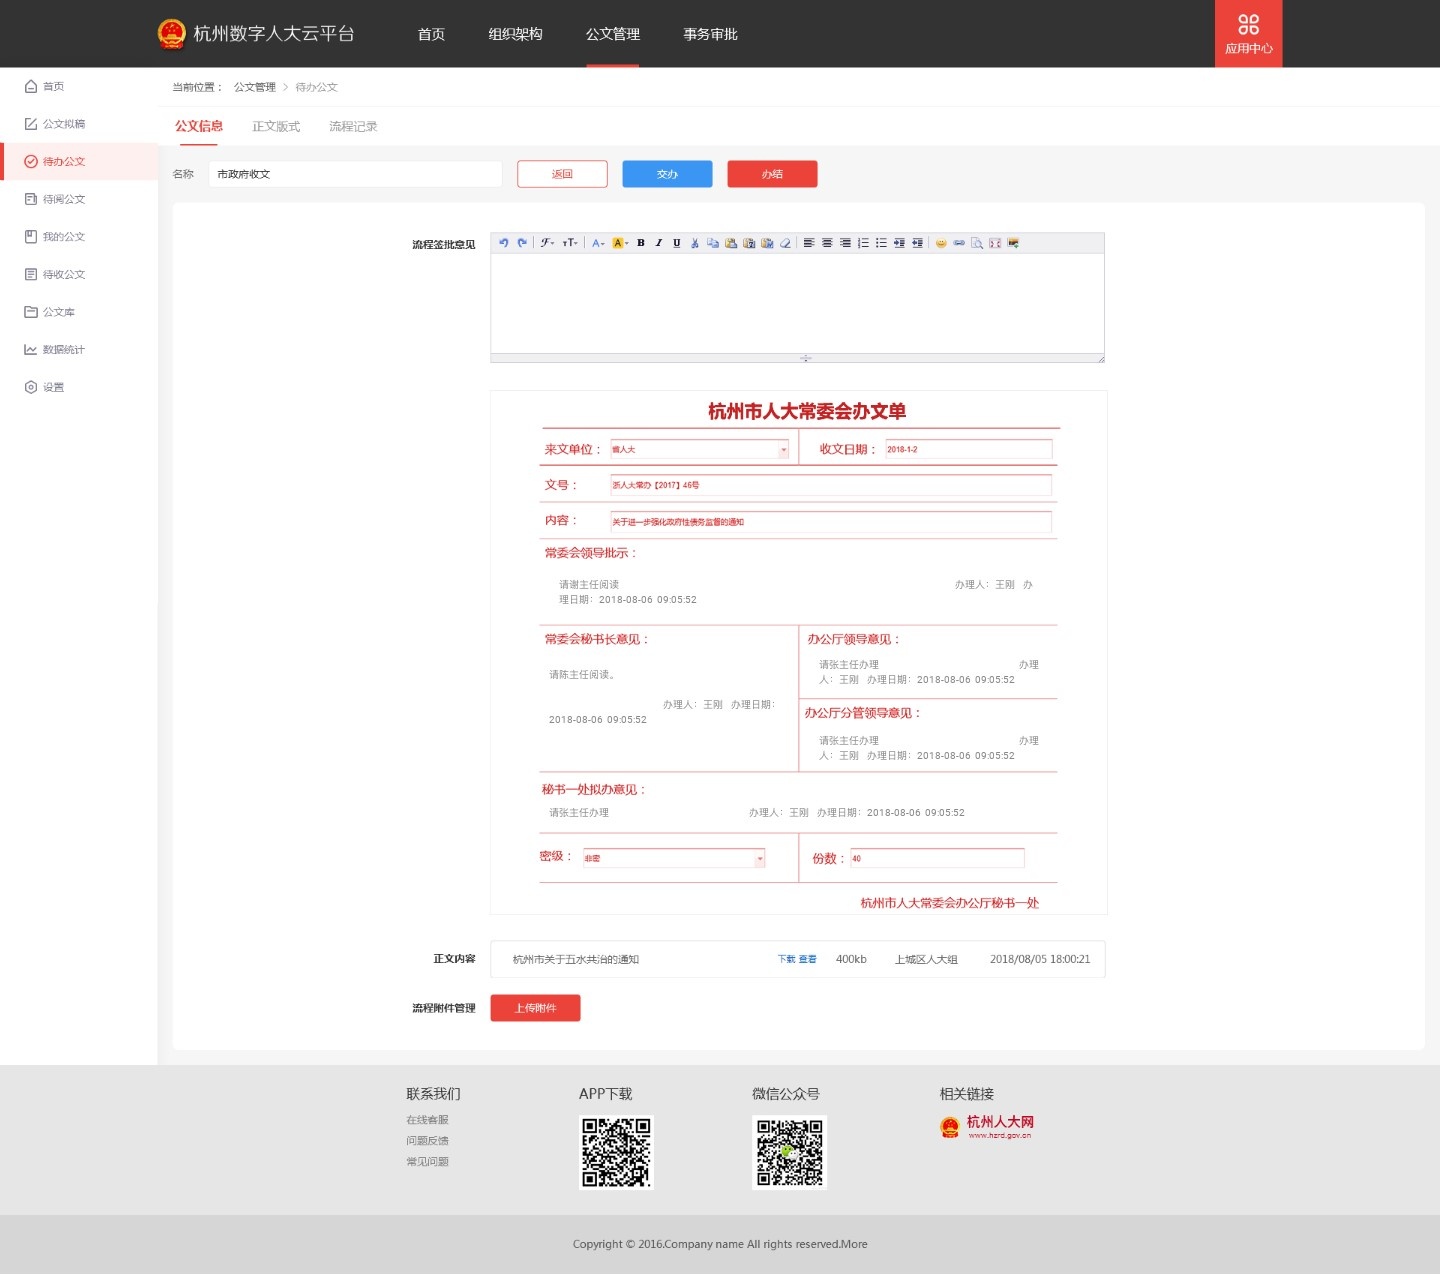 杭州数字人大云平台
首页
组织架构
公文管理
事务审批
应用中心
首页
公文拟稿
待办公文
待阅公文
我的公文
待收公文
公文库
数据统计
设置
当前位置： 公文管理 > 待办公文
公文信息
正文版式
流程记录
名称
市政府收文
返回
交办
办结
流程签批意见
杭州市人大常委会办文单
来文单位： 省人大
收文日期： 2018-1-2
文号： 浙人大常办【2017】46号
内容： 关于进一步强化政府性债务监督的通知
常委会领导批示：
请谢主任阅读 办理人：王刚 办
理日期：2018-08-06 09:05:52
常委会秘书长意见：
请陈主任阅读。
办理人：王刚 办理日期：
2018-08-06 09:05:52
办公厅领导意见：
请张主任办理 办理
人：王刚 办理日期：2018-08-06 09:05:52
办公厅分管领导意见：
请张主任办理 办理
人：王刚 办理日期：2018-08-06 09:05:52
秘书一处拟办意见：
请张主任办理 办理人：王刚 办理日期：2018-08-06 09:05:52
密级： 非密
份数： 40
杭州市人大常委会办公厅秘书一处
正文内容
杭州市关于五水共治的通知 下载 查看 400kb 上城区人大组 2018/08/05 18:00:21
流程附件管理
上传附件
联系我们
在线客服
问题反馈
常见问题
APP下载
微信公众号
相关链接
杭州人大网
www.hzrd.gov.cn
Copyright © 2016.Company name All rights reserved.More